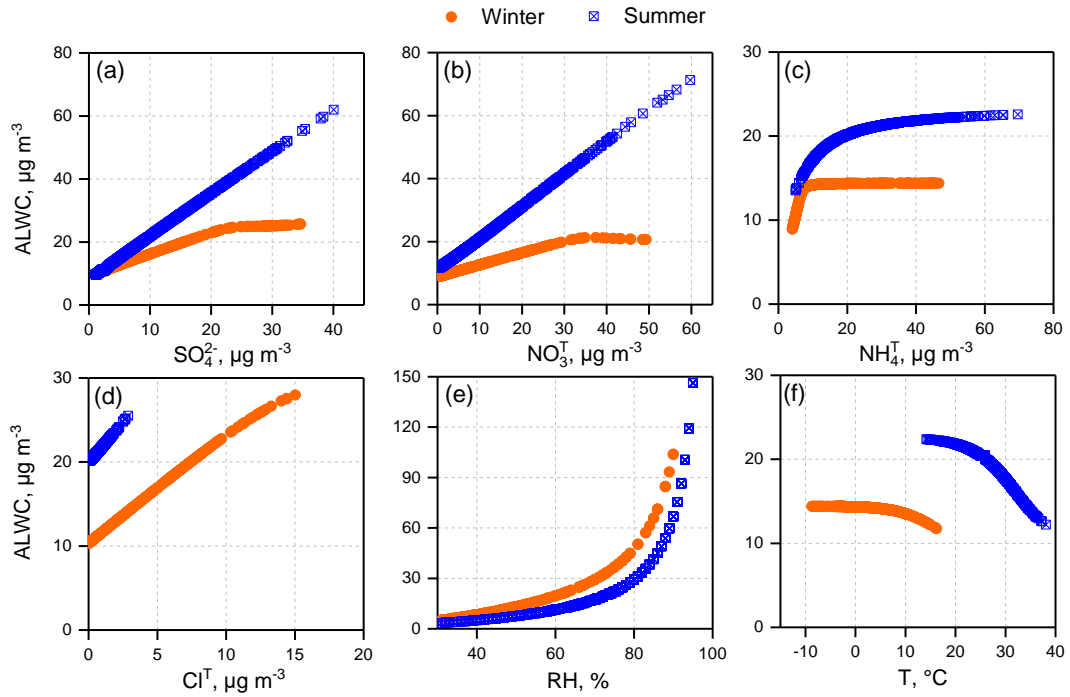 Winter Summer
(a) (b) (c)
80 80 30
60 60
40 40 20
20 20 10
0 0 0
ALWC, µg m⁻³
0 10 20 30 40 0 10 20 30 40 50 60 0 20 40 60 80
SO₄²⁻, µg m⁻³ NO₃ᵀ, µg m⁻³ NH₄ᵀ, µg m⁻³
(d) (e) (f)
30 150 30
120
20 90 20
60
10 30 10
0 0 0
ALWC, µg m⁻³
0 5 10 15 20 40 60 80 100 -10 0 10 20 30 40
Clᵀ, µg m⁻³ RH, % T, °C